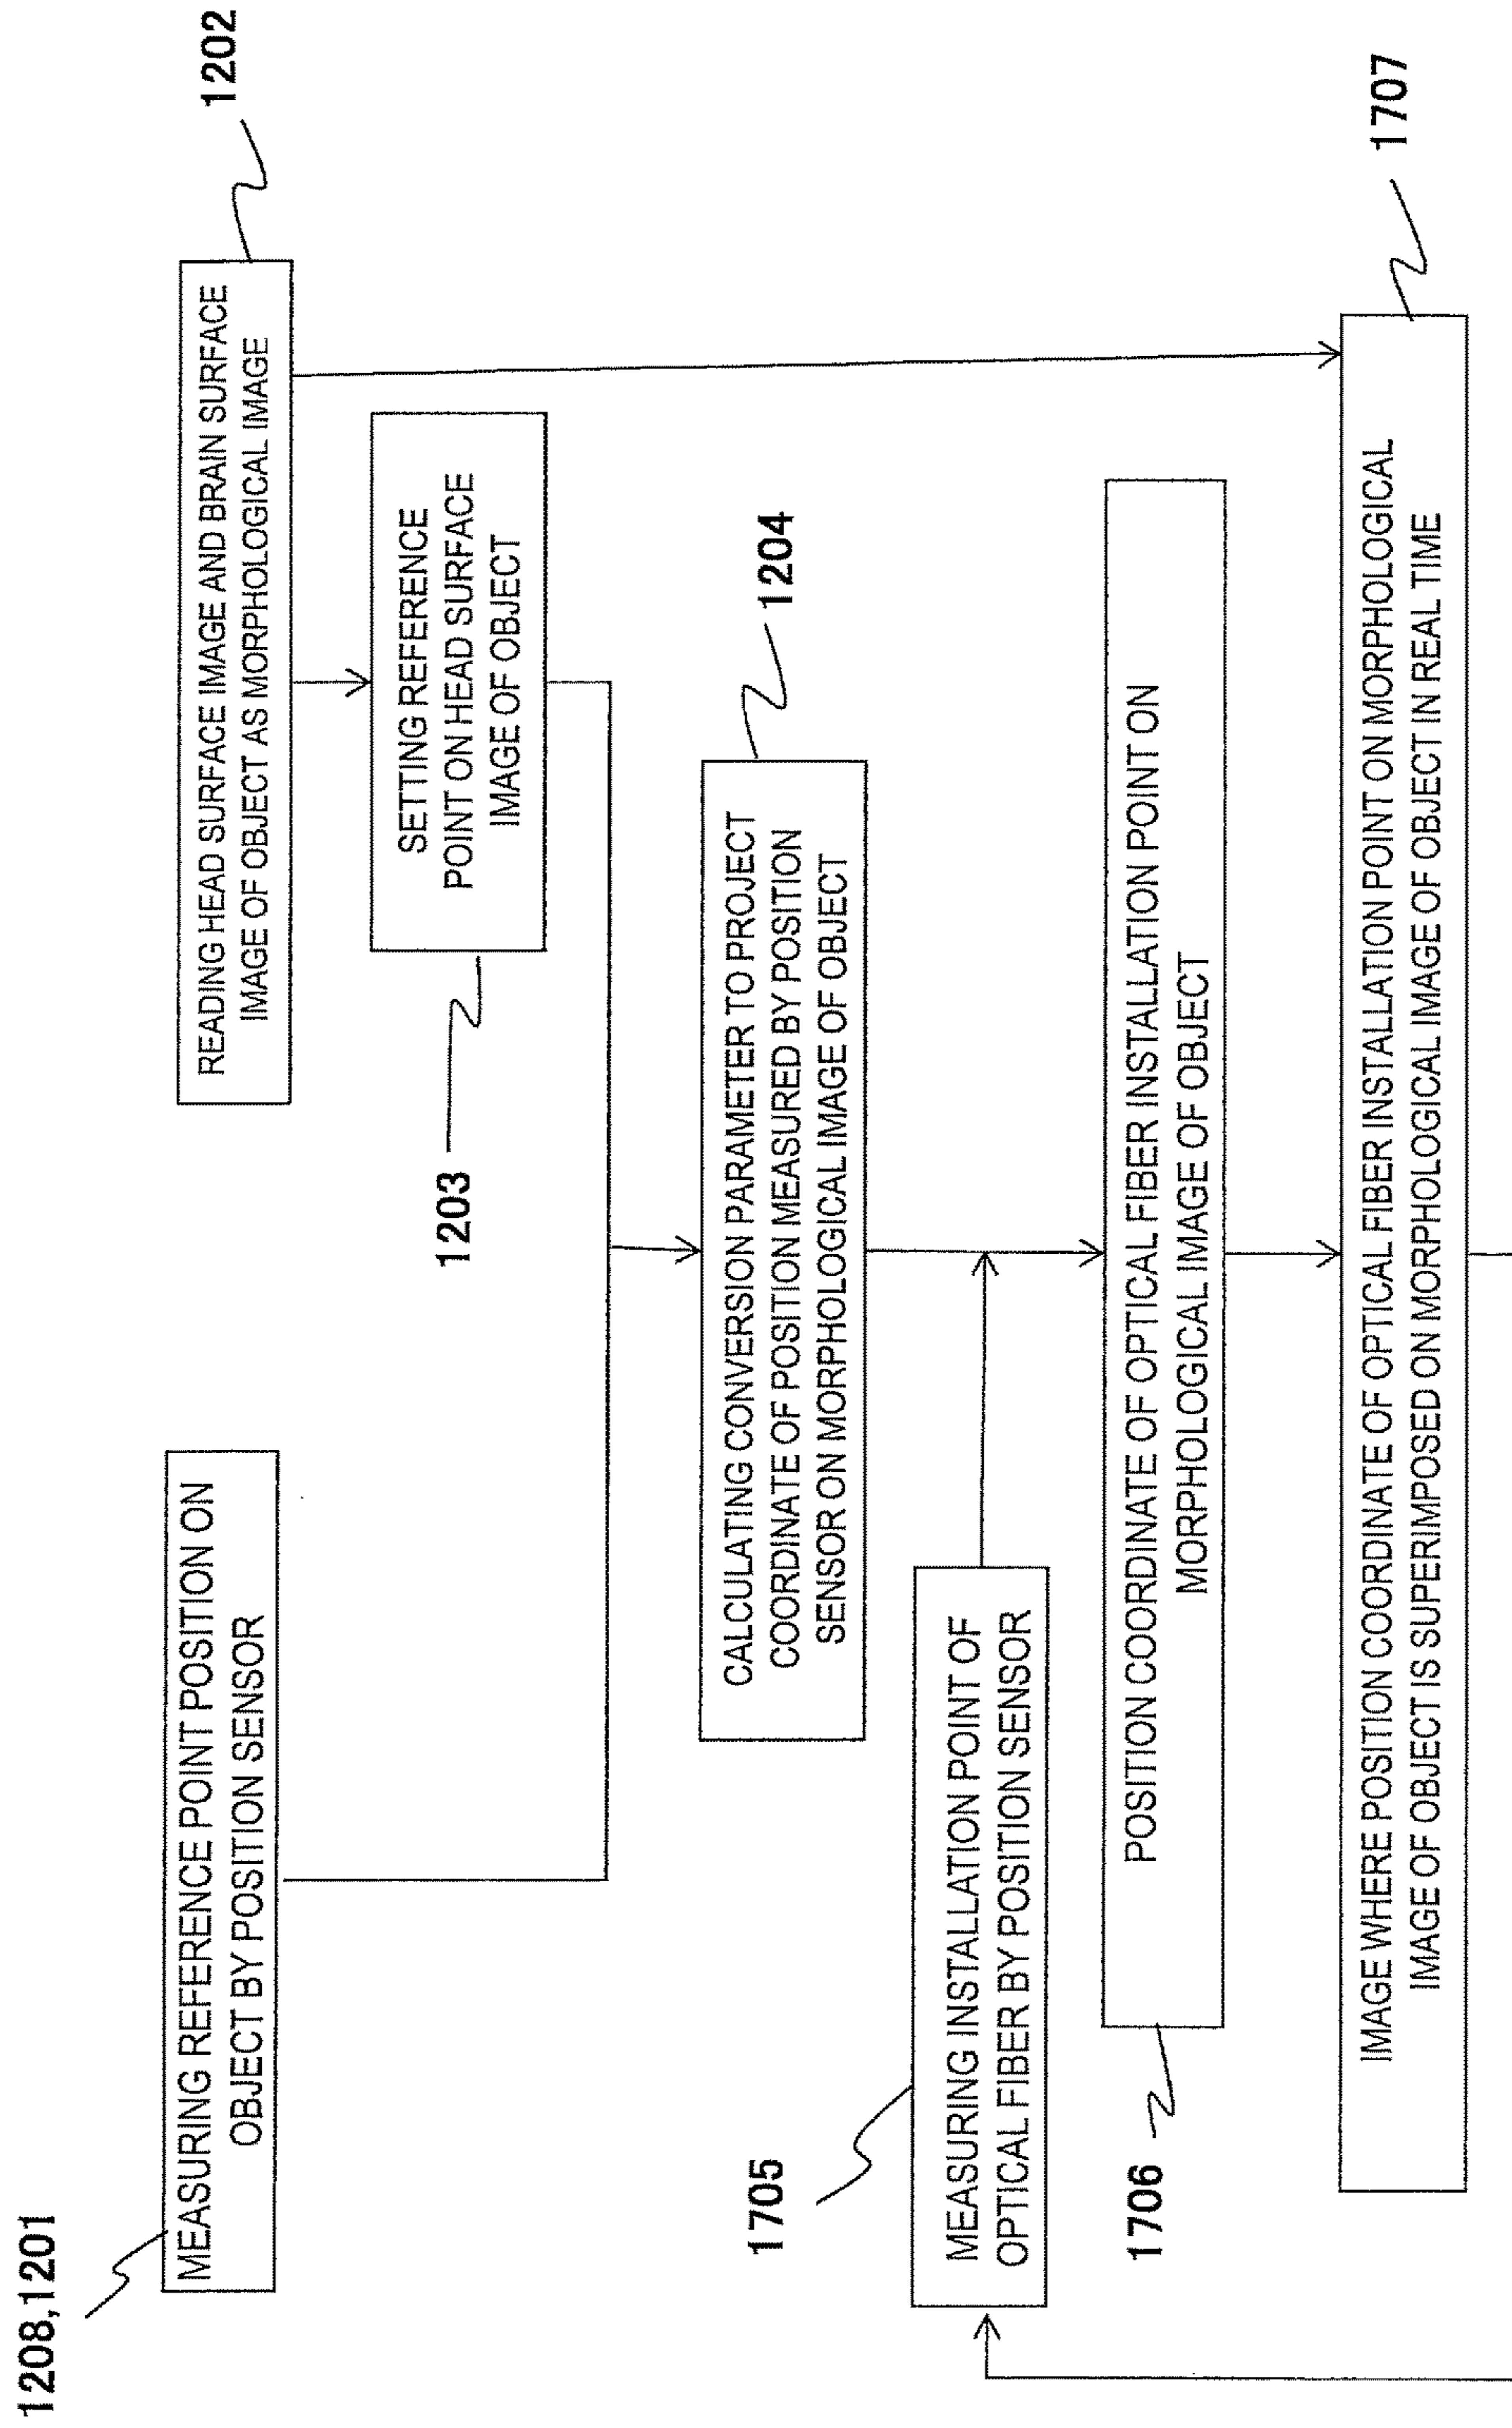 1208,1201
MEASURING REFERENCE POINT POSITION ON
OBJECT BY POSITION SENSOR
1202
READING HEAD SURFACE IMAGE AND BRAIN SURFACE
IMAGE OF OBJECT AS MORPHOLOGICAL IMAGE
1203
SETTING REFERENCE
POINT ON HEAD SURFACE
IMAGE OF OBJECT
1204
CALCULATING CONVERSION PARAMETER TO PROJECT
COORDINATE OF POSITION MEASURED BY POSITION
SENSOR ON MORPHOLOGICAL IMAGE OF OBJECT
1705
MEASURING INSTALLATION POINT OF
OPTICAL FIBER BY POSITION SENSOR
1706
POSITION COORDINATE OF OPTICAL FIBER INSTALLATION POINT ON
MORPHOLOGICAL IMAGE OF OBJECT
1707
IMAGE WHERE POSITION COORDINATE OF OPTICAL FIBER INSTALLATION POINT ON MORPHOLOGICAL
IMAGE OF OBJECT IS SUPERIMPOSED ON MORPHOLOGICAL IMAGE OF OBJECT IN REAL TIME